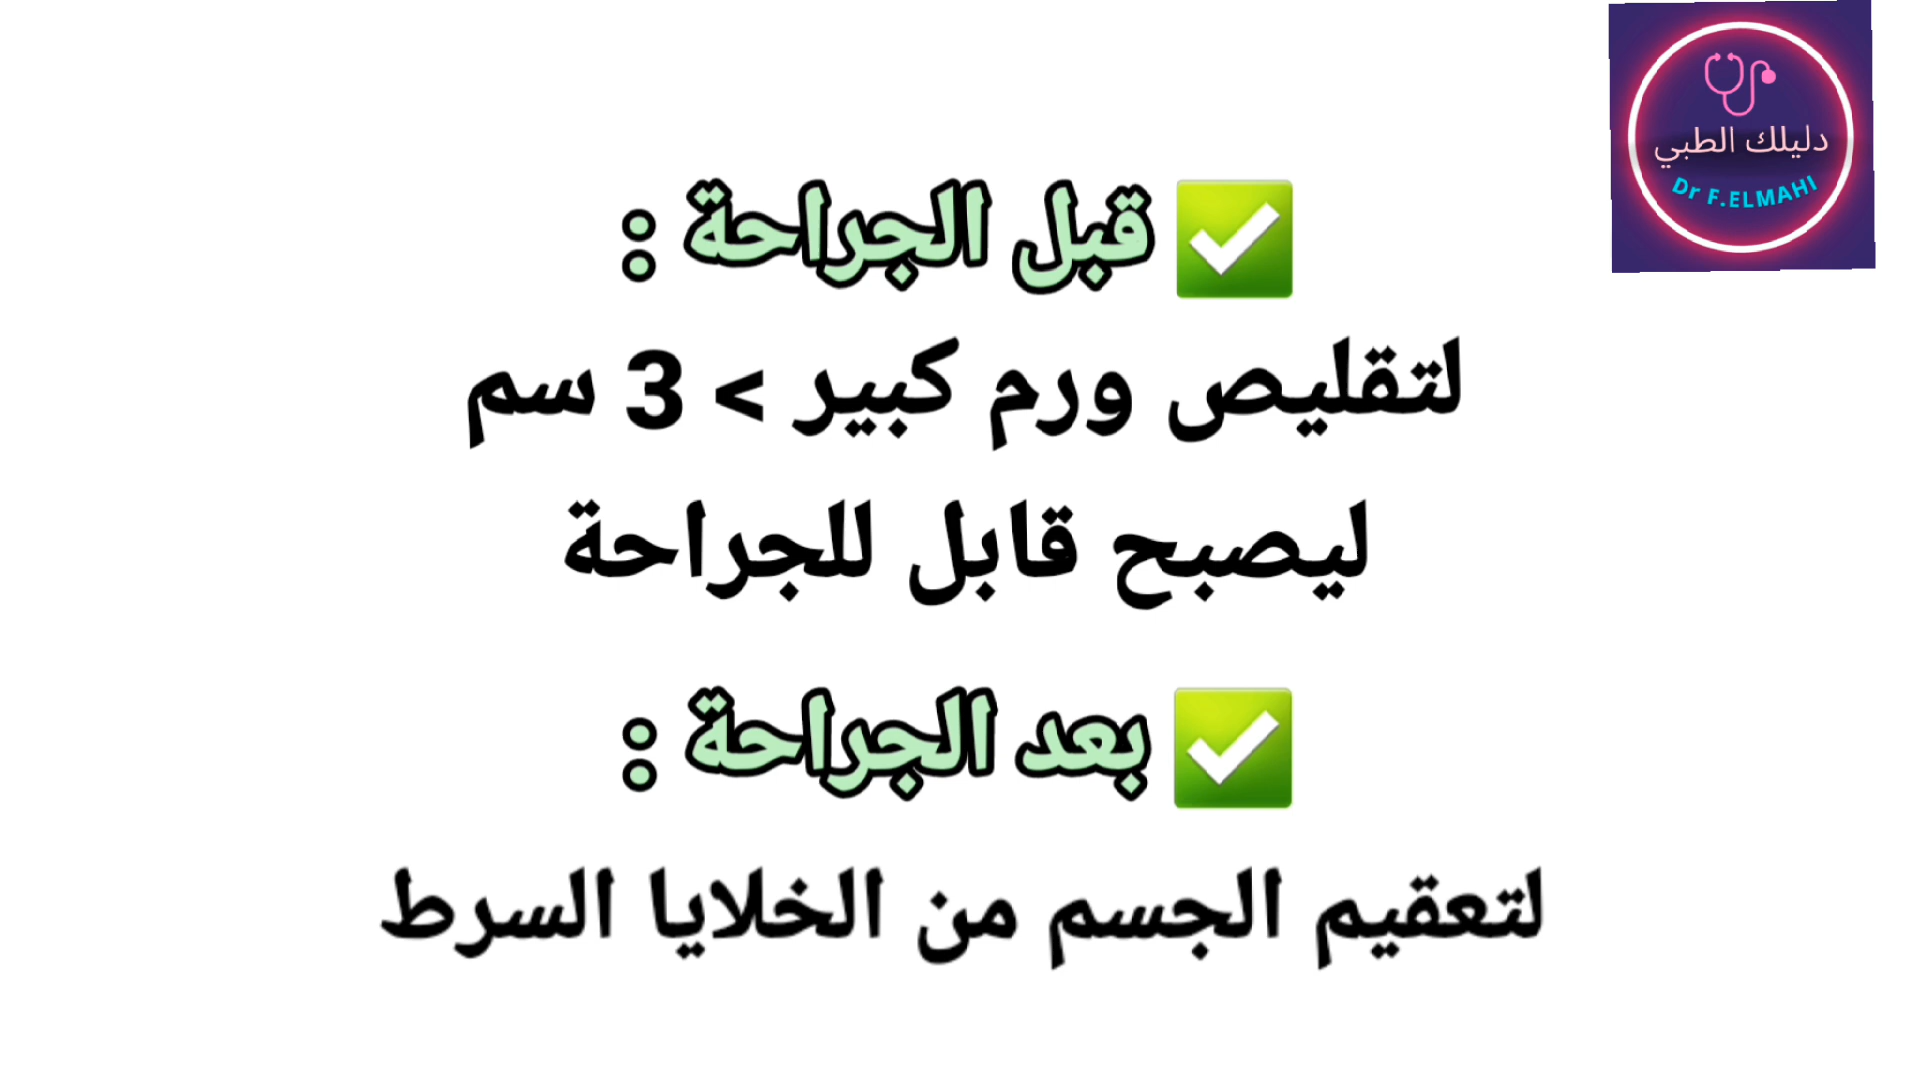 دليلك الطبي
Dr F.ELMAHI
✅ قبل الجراحة :
لتقليص ورم كبير > 3 سم
ليصبح قابل للجراحة
✅ بعد الجراحة :
لتعقيم الجسم من الخلايا السرط